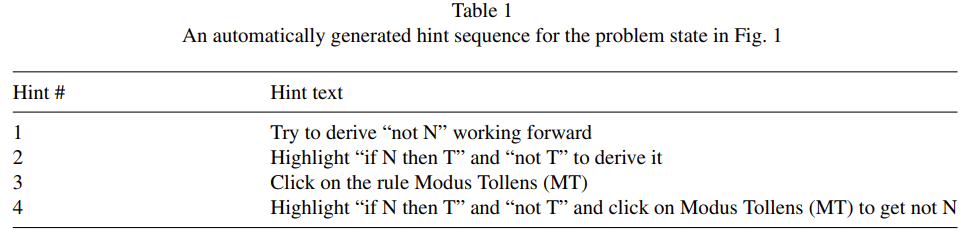 Table 1
An automatically generated hint sequence for the problem state in Fig. 1
Hint # Hint text
1 Try to derive “not N” working forward
2 Highlight “if N then T” and “not T” to derive it
3 Click on the rule Modus Tollens (MT)
4 Highlight “if N then T” and “not T” and click on Modus Tollens (MT) to get not N